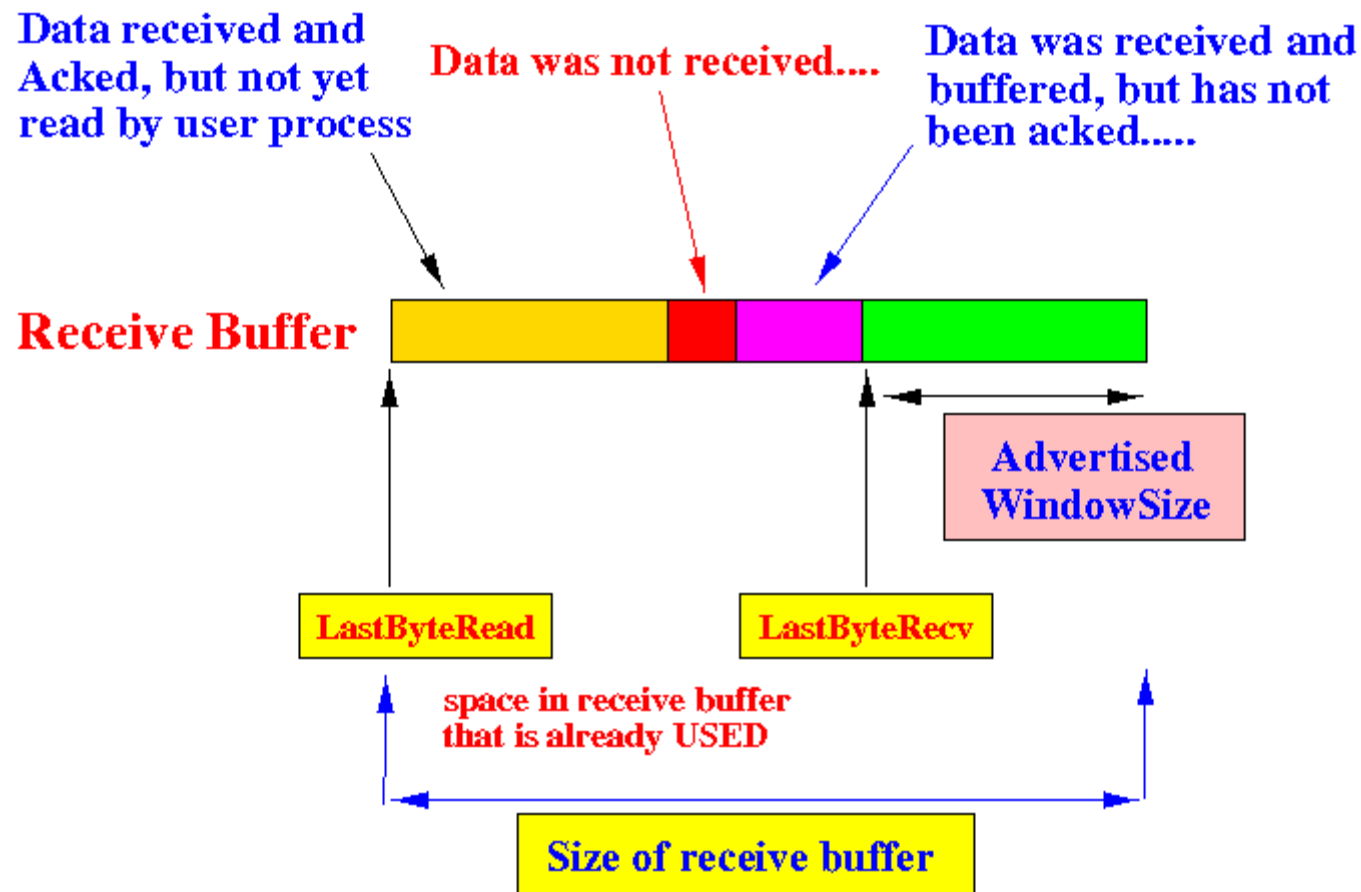 Data received and
Acked, but not yet
read by user process
Data was not received....
Data was received and
buffered, but has not
been acked.....
Receive Buffer
Advertised
WindowSize
LastByteRead
LastByteRecv
space in receive buffer
that is already USED
Size of receive buffer